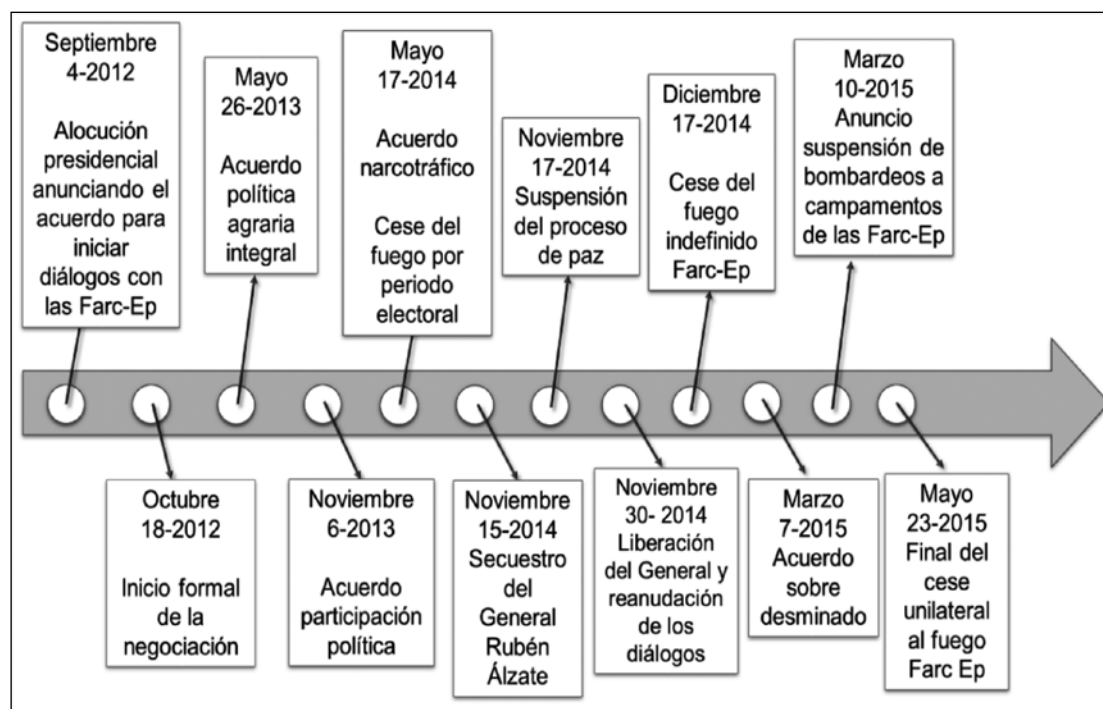 Septiembre
4-2012
Alocución
presidencial
anunciando el
acuerdo para
iniciar
diálogos con
las Farc-Ep
Octubre
18-2012
Inicio formal
de la
negociación
Mayo
26-2013
Acuerdo
política
agraria
integral
Noviembre
6-2013
Acuerdo
participación
política
Mayo
17-2014
Acuerdo
narcotráfico
Cese del
fuego por
periodo
electoral
Noviembre
15-2014
Secuestro
del
General
Rubén
Álzate
Noviembre
17-2014
Suspensión
del proceso
de paz
Noviembre
30- 2014
Liberación
del General y
reanudación
de los
diálogos
Diciembre
17-2014
Cese del
fuego
indefinido
Farc-Ep
Marzo
7-2015
Acuerdo
sobre
desminado
Marzo
10-2015
Anuncio
suspensión de
bombardeos a
campamentos
de las Farc-Ep
Mayo
23-2015
Final del
cese
unilateral
al fuego
Farc Ep